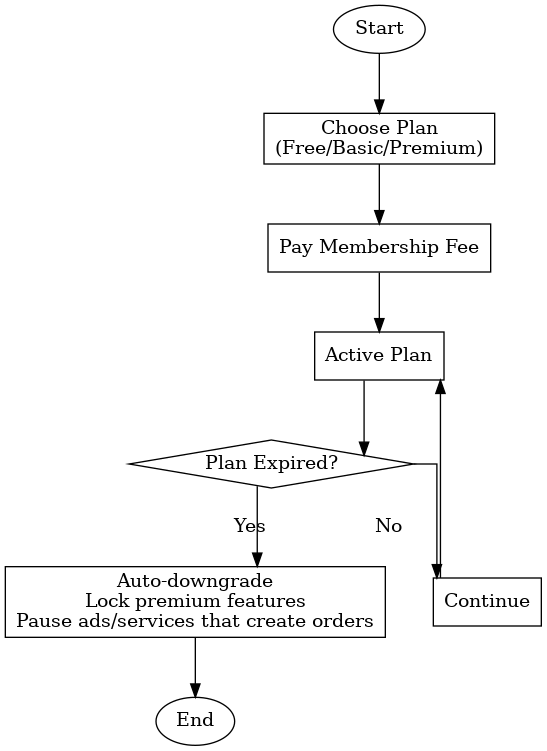 Start
Choose Plan
(Free/Basic/Premium)
Pay Membership Fee
Active Plan
Plan Expired?
Yes
No
Auto-downgrade
Lock premium features
Pause ads/services that create orders
Continue
End